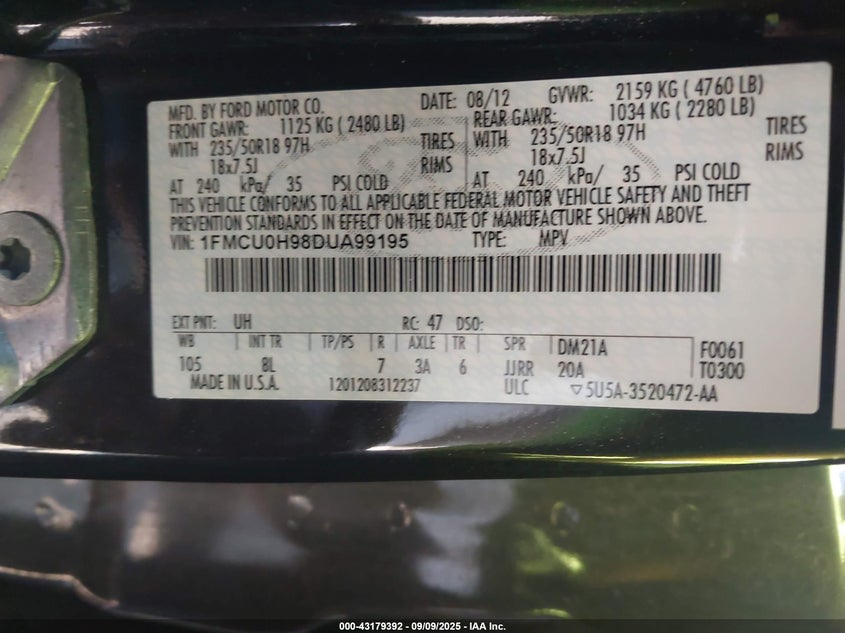 MFD. BY FORD MOTOR CO. DATE: 08/12 GVWR: 2159 KG ( 4760 LB)
FRONT GAWR: 1125 KG ( 2480 LB) REAR GAWR: 1034 KG ( 2280 LB)
WITH 235/50R18 97H TIRES WITH 235/50R18 97H TIRES
18x7.5J RIMS 18x7.5J RIMS
AT 240 kPa/ 35 PSI COLD AT 240 kPa/ 35 PSI COLD
THIS VEHICLE CONFORMS TO ALL APPLICABLE FEDERAL MOTOR VEHICLE SAFETY AND THEFT
PREVENTION STANDARDS IN EFFECT ON THE DATE OF MANUFACTURE SHOWN ABOVE.
VIN: 1FMCU0H98DUA99195 TYPE: MPV
EXT PNT: UH RC: 47 DSO:
WB INT TR TP/PS R AXLE TR SPR DM21A F0061
105 8L 7 3A 6 JJRR 20A T0300
MADE IN U.S.A. 1201208312237 ULC ▽5U5A-3520472-AA
000-43179392 - 09/09/2025 - IAA Inc.